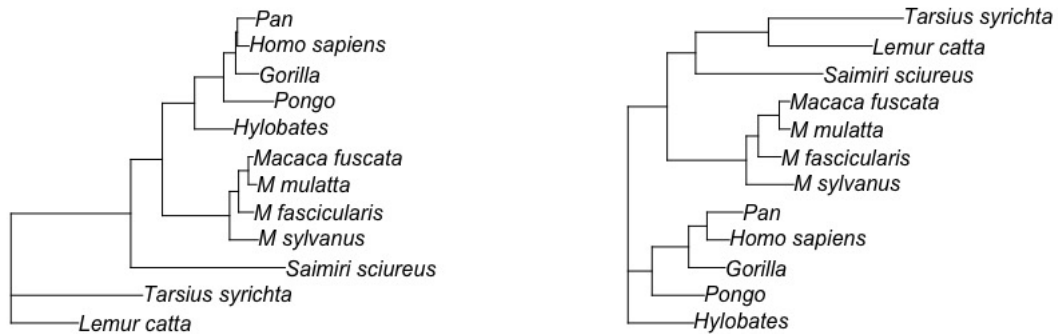 Pan
Homo sapiens
Gorilla
Pongo
Hylobates
Macaca fuscata
M mulatta
M fascicularis
M sylvanus
Saimiri sciureus
Tarsius syrichta
Lemur catta
Tarsius syrichta
Lemur catta
Saimiri sciureus
Macaca fuscata
M mulatta
M fascicularis
M sylvanus
Pan
Homo sapiens
Gorilla
Pongo
Hylobates